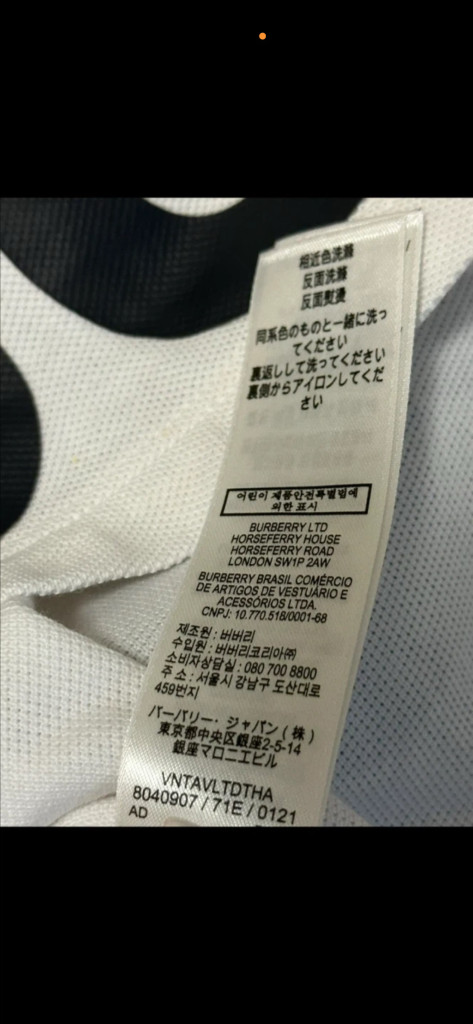 相近色洗滌
反面洗滌
反面熨燙
同系色のものと一緒に洗っ
てください
裏返しして洗ってください
裏側からアイロンしてくだ
さい
어린이 제품안전특별법에
의한 표시
BURBERRY LTD
HORSEFERRY HOUSE
HORSEFERRY ROAD
LONDON SW1P 2AW
BURBERRY BRASIL COMÉRCIO
DE ARTIGOS DE VESTUÁRIO E
ACESSÓRIOS LTDA.
CNPJ: 10.770.518/0001-68
제조원 : 버버리
수입원 : 버버리코리아㈜
소비자상담실 : 080 700 8800
주 소 : 서울시 강남구 도산대로
459번지
バーバリー・ジャパン(株)
東京都中央区銀座2-5-14
銀座マロニエビル
VNTAVLTDTHA
8040907 / 71E / 0121
AD